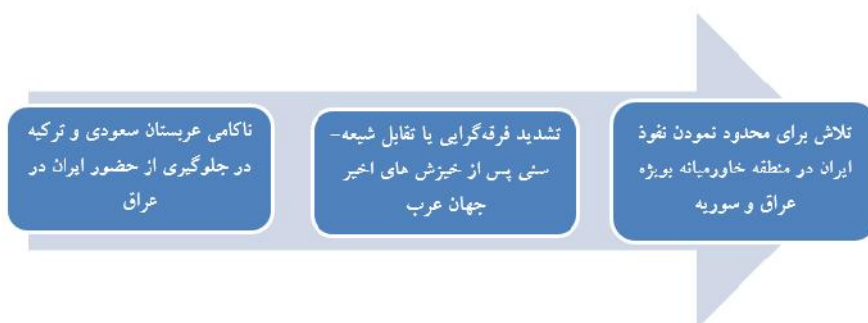 ناکامی عربستان سعودی و ترکیه
در جلوگیری از حضور ایران در
عراق
تشدید فرقه‌گرایی یا تقابل شیعه-
سنی پس از خیزش های اخیر
جهان عرب
تلاش برای محدود نمودن نفوذ
ایران در منطقه خاورمیانه بویژه
عراق و سوریه